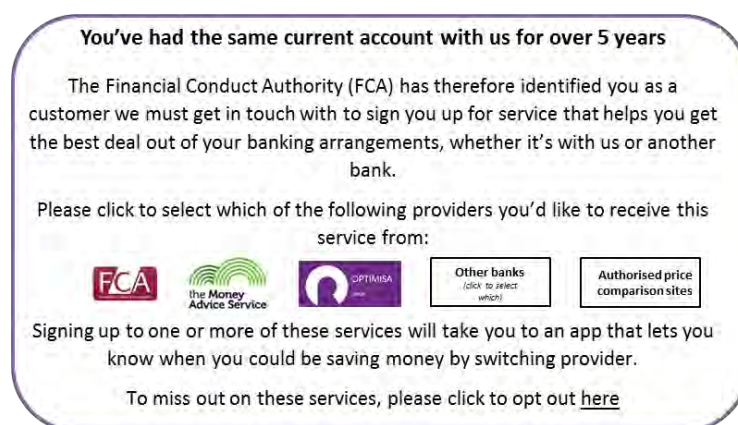 You've had the same current account with us for over 5 years
The Financial Conduct Authority (FCA) has therefore identified you as a
customer we must get in touch with to sign you up for service that helps you get
the best deal out of your banking arrangements, whether it's with us or another
bank.
Please click to select which of the following providers you'd like to receive this
service from:
FCA
the Money
Advice Service
OPTIMISA
Other banks
(click to select
which)
Authorised price
comparison sites
Signing up to one or more of these services will take you to an app that lets you
know when you could be saving money by switching provider.
To miss out on these services, please click to opt out here